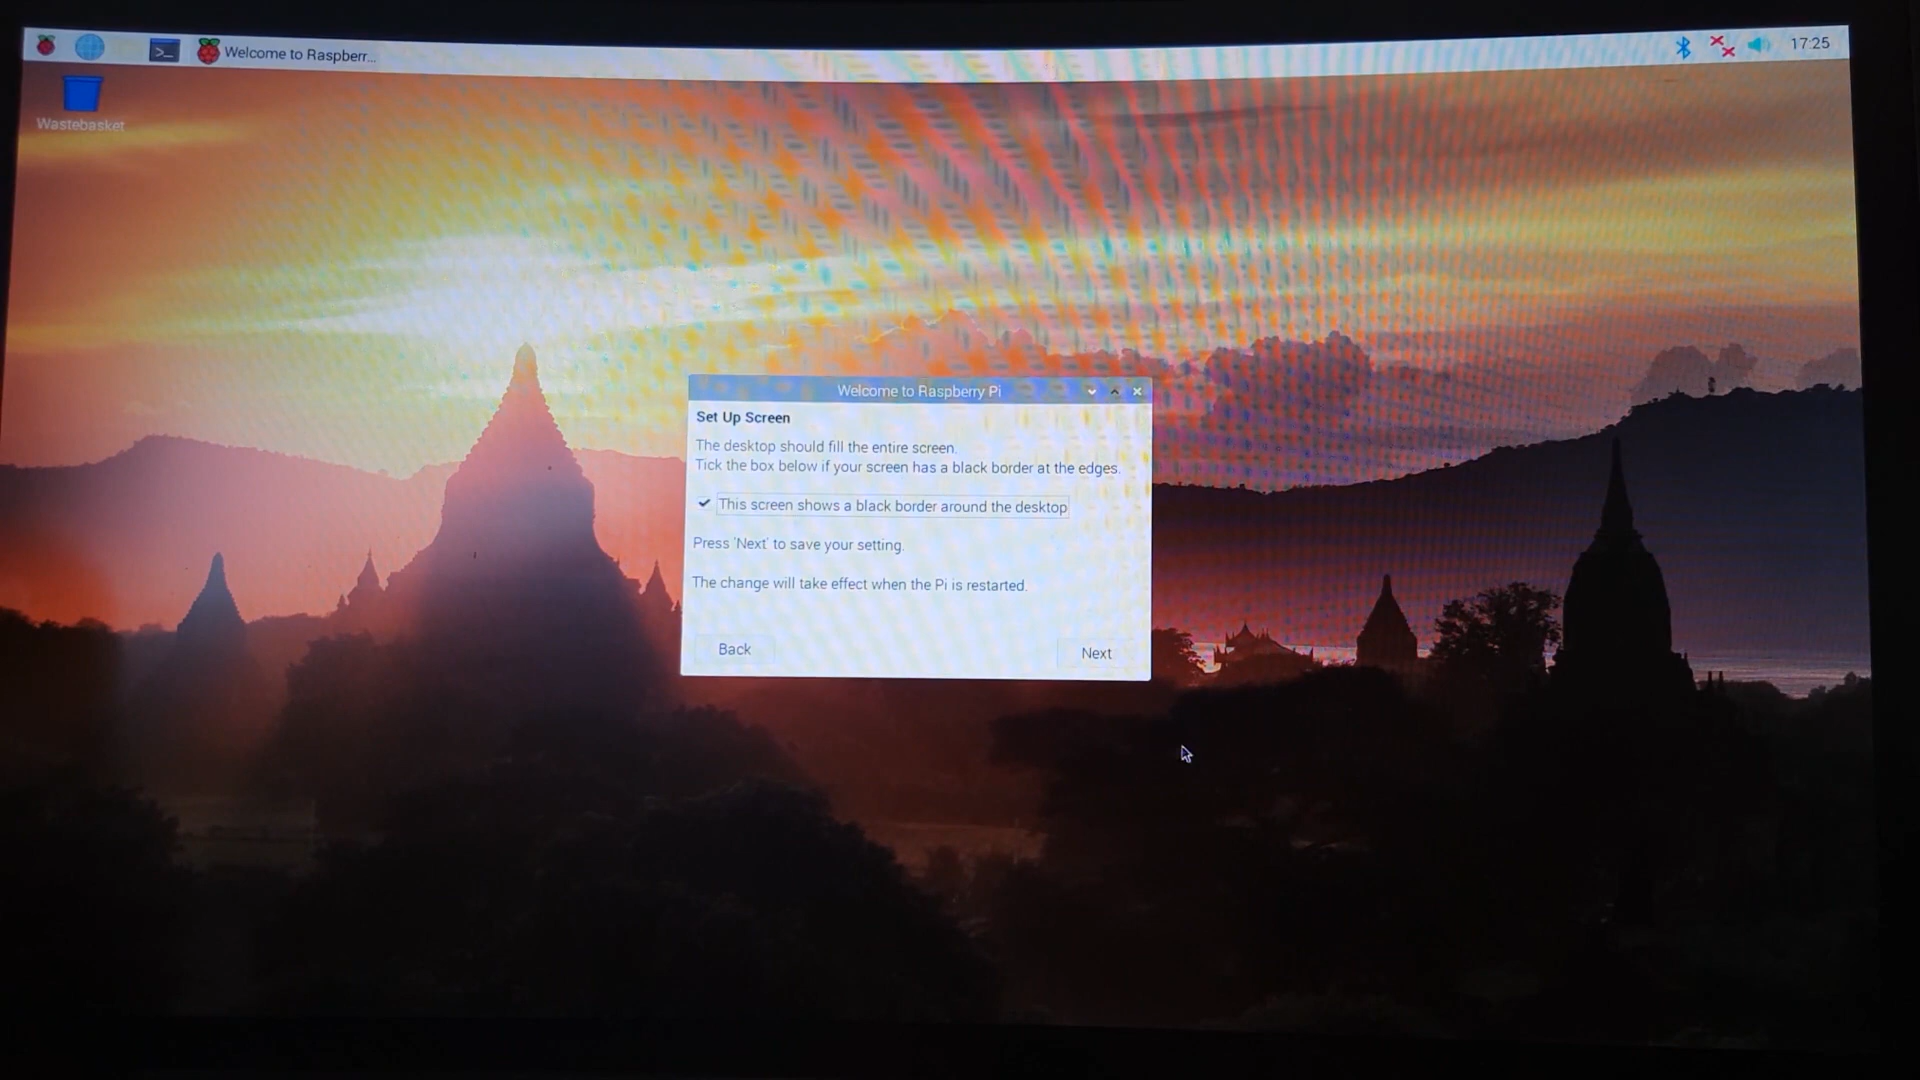 Welcome to Raspberr...
17:25
Wastebasket
Welcome to Raspberry Pi
Set Up Screen
The desktop should fill the entire screen.
Tick the box below if your screen has a black border at the edges.
This screen shows a black border around the desktop
Press 'Next' to save your setting.
The change will take effect when the Pi is restarted.
Back
Next